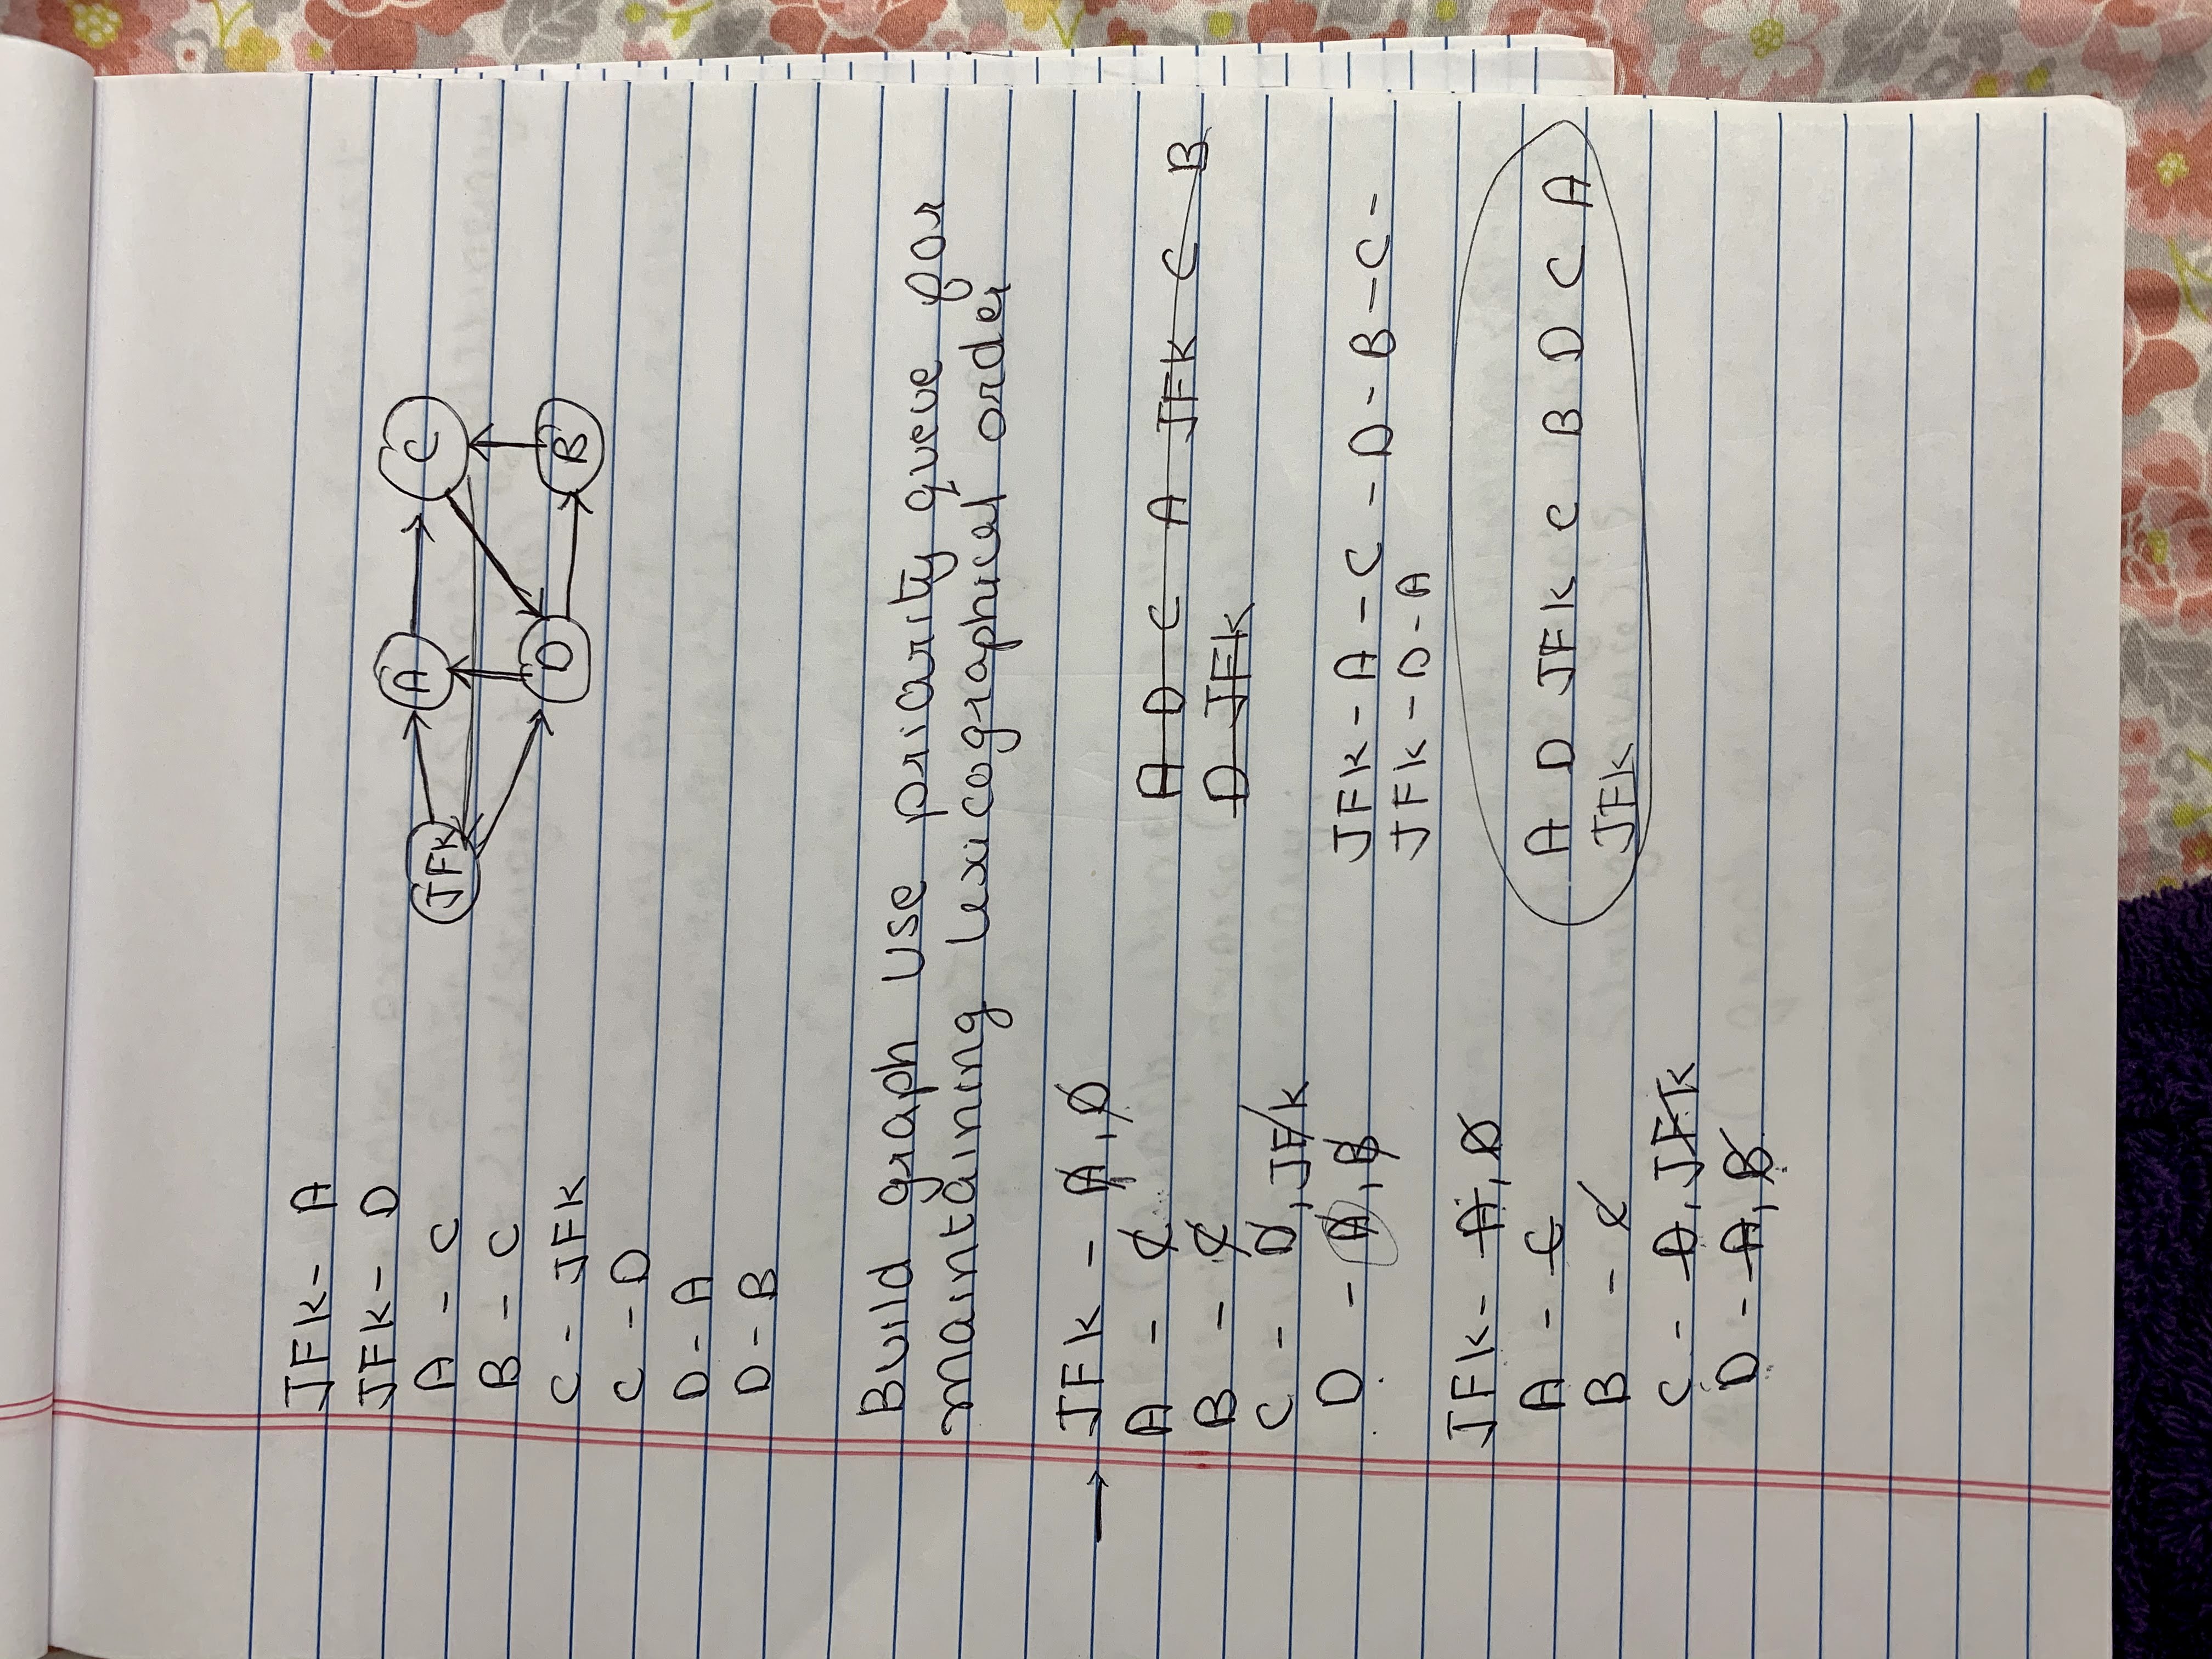 JFK - A
JFK - D
A - C
B - C
C - JFK
C - D
D - A
D - B
JFK
A
C
D
B
Build graph use priority queue for
maintaining lexicographical order
→ JFK - A, D
A - C
B - C
C - D, JFK
D - A, B
A D C A JFK C B
D JFK
JFK - A - C - D - B - C -
JFK - D - A
JFK - A, D
A - C
B - C
C - D, JFK
D - A, B
A D JFK C B D C A
JFK